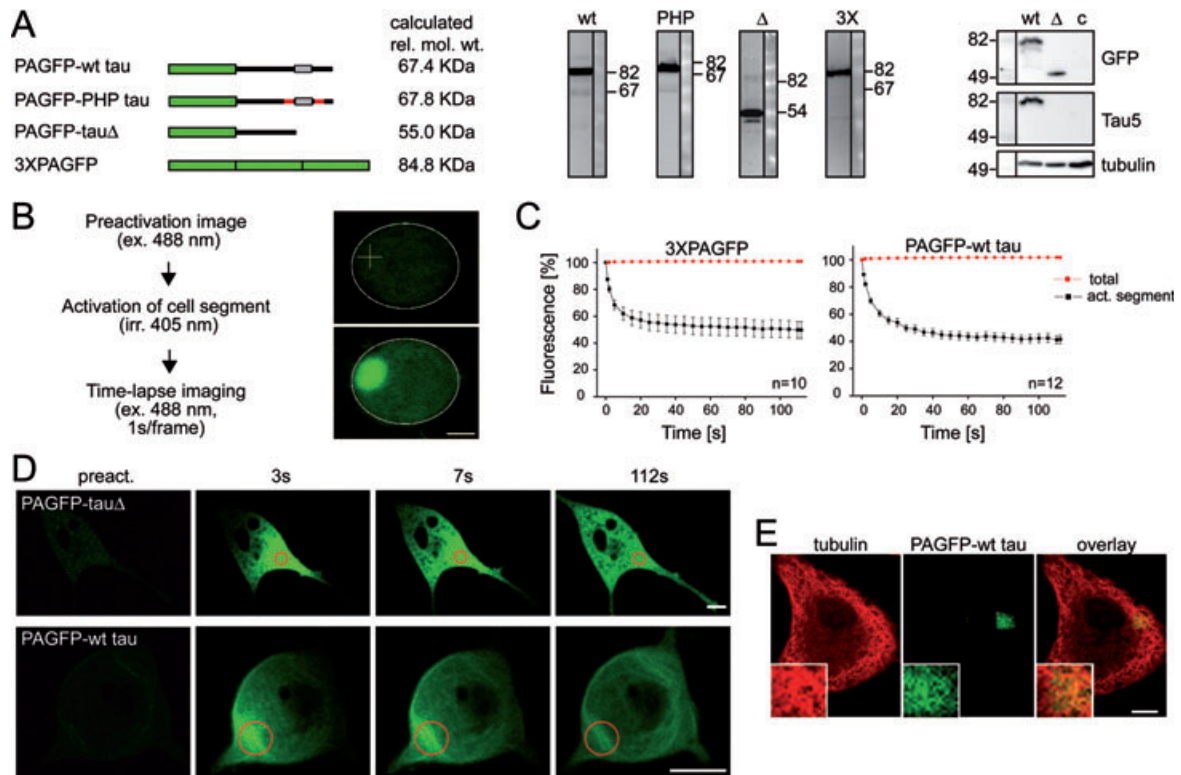 A
calculated
rel. mol. wt.
PAGFP-wt tau 67.4 KDa
PAGFP-PHP tau 67.8 KDa
PAGFP-tauΔ 55.0 KDa
3XPAGFP 84.8 KDa
wt PHP Δ 3X
82
67
82
67
82
54
82
67
wt Δ c
82
49
GFP
82
Tau5
49
tubulin
B
Preactivation image
(ex. 488 nm)
Activation of cell segment
(irr. 405 nm)
Time-lapse imaging
(ex. 488 nm,
1s/frame)
C
3XPAGFP
Fluorescence [%]
100
80
60
40
20
0
n=10
0 20 40 60 80 100
Time [s]
PAGFP-wt tau
100
80
60
40
20
0
n=12
0 20 40 60 80 100
Time [s]
total
act. segment
D
preact. 3s 7s 112s
PAGFP-tauΔ
PAGFP-wt tau
E
tubulin PAGFP-wt tau overlay